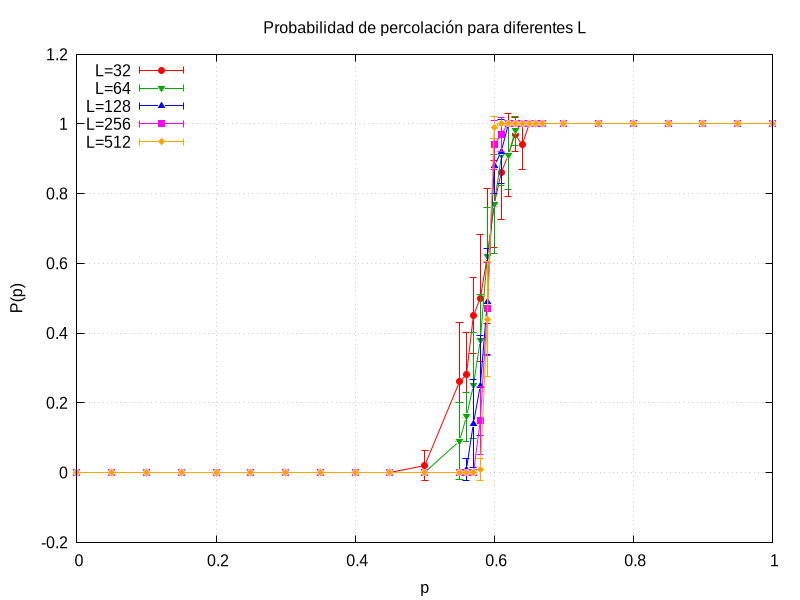 Probabilidad de percolación para diferentes L
1.2
1
0.8
0.6
0.4
0.2
0
-0.2
P(p)
L=32
L=64
L=128
L=256
L=512
0 0.2 0.4 0.6 0.8 1
p